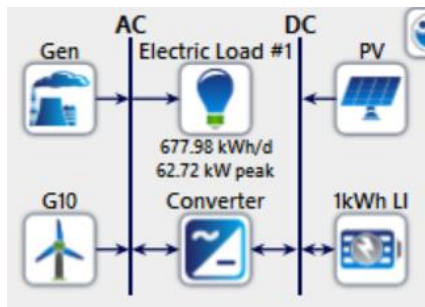 AC DC
Gen Electric Load #1 PV
677.98 kWh/d
62.72 kW peak
G10 Converter 1kWh LI